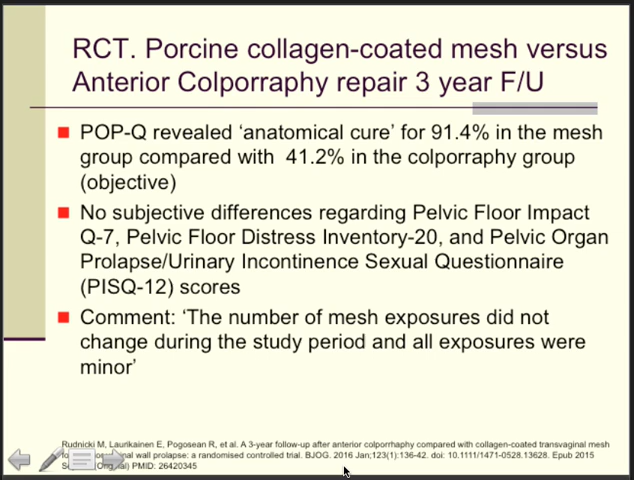 RCT. Porcine collagen-coated mesh versus
Anterior Colporraphy repair 3 year F/U
POP-Q revealed ‘anatomical cure’ for 91.4% in the mesh
group compared with 41.2% in the colporraphy group
(objective)
No subjective differences regarding Pelvic Floor Impact
Q-7, Pelvic Floor Distress Inventory-20, and Pelvic Organ
Prolapse/Urinary Incontinence Sexual Questionnaire
(PISQ-12) scores
Comment: ‘The number of mesh exposures did not
change during the study period and all exposures were
minor’
Rudnicki M, Laurikainen E, Pogosean R, et al. A 3-year follow-up after anterior colporrhaphy compared with collagen-coated transvaginal mesh
wall prolapse: a randomised controlled trial. BJOG. 2016 Jan;123(1):136-42. doi: 10.1111/1471-0528.13628. Epub 2015
PMID: 26420345